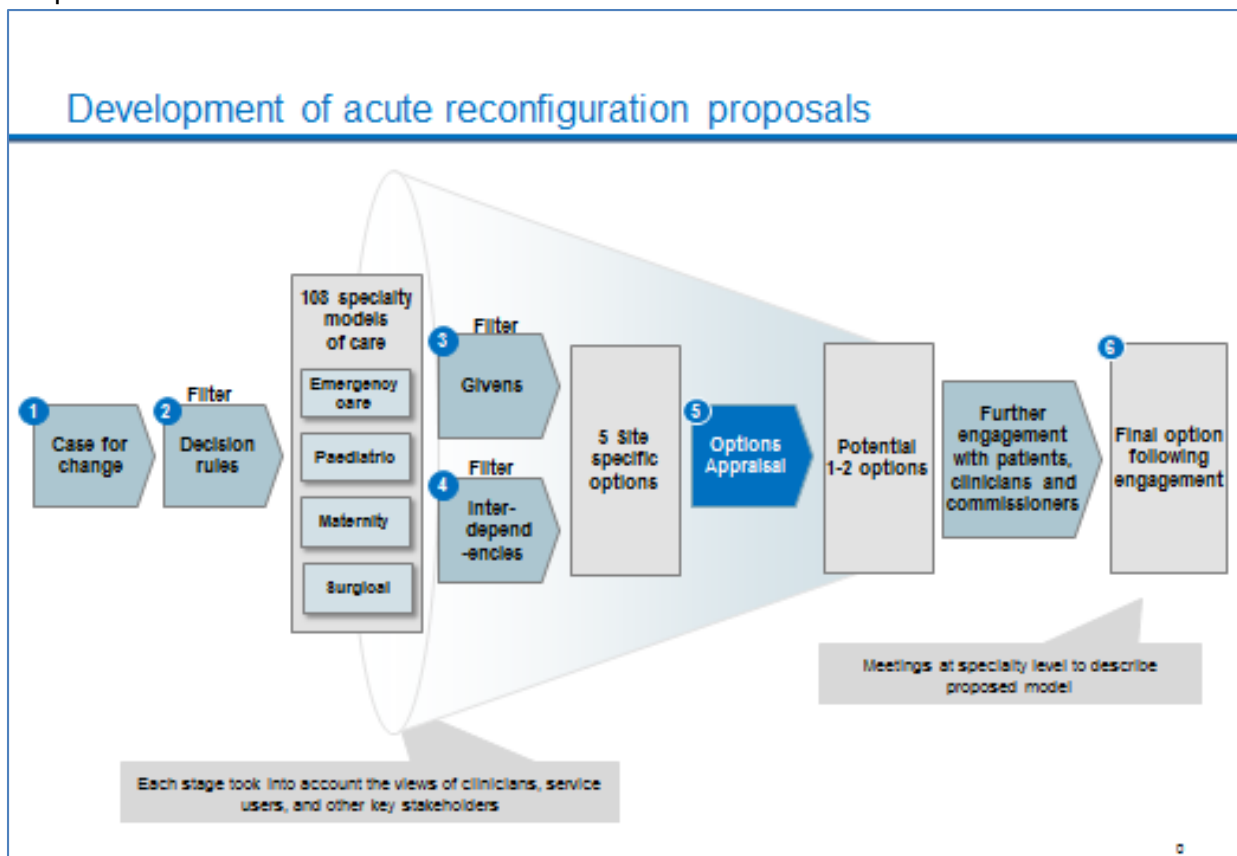 Development of acute reconfiguration proposals
1
Case for
change
Filter
2
Decision
rules
108 specialty
models
of care
Emergency
care
Paediatric
Maternity
Surgical
Filter
3
Givens
Filter
4
Inter-
depend
-encies
5 Site
specific
options
5
Options
Appraisal
Potential
1-2 options
Further
engagement
with patients,
clinicians and
commissioners
6
Final option
following
engagement
Meetings at specialty level to describe
proposed model
Each stage took into account the views of clinicians, service
users, and other key stakeholders